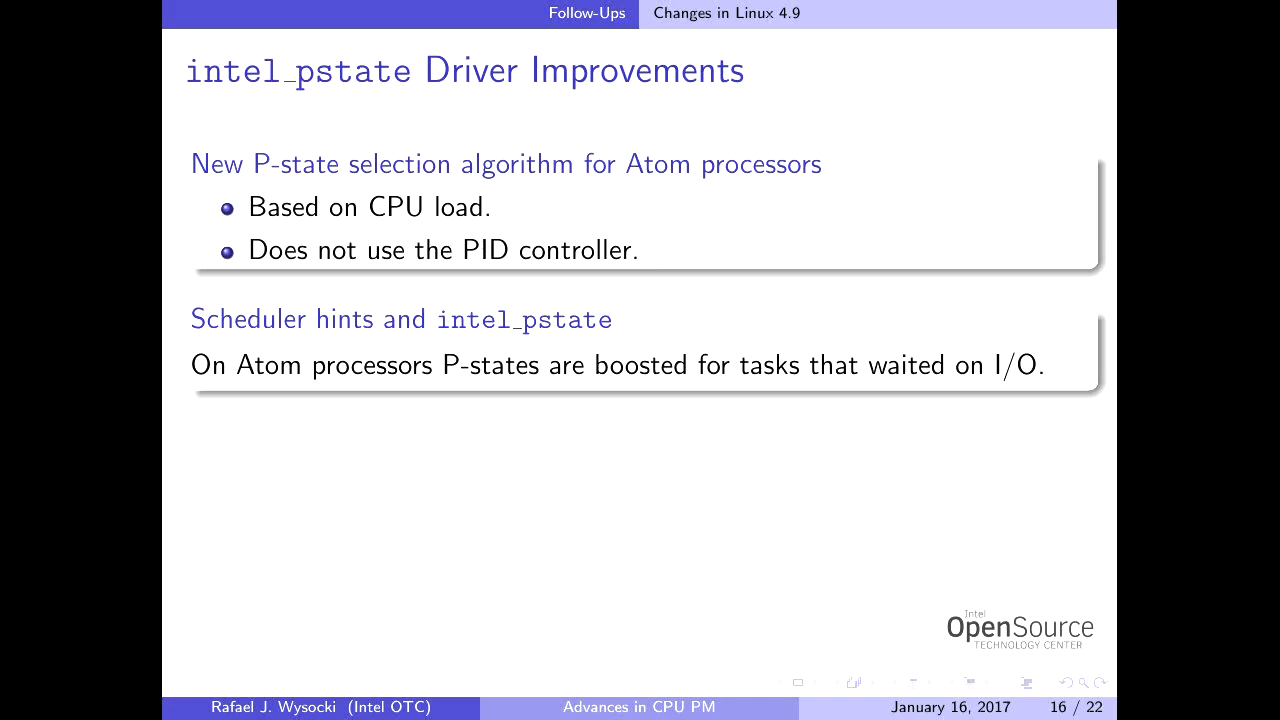 Follow-Ups Changes in Linux 4.9
intel_pstate Driver Improvements
New P-state selection algorithm for Atom processors
Based on CPU load.
Does not use the PID controller.
Scheduler hints and intel_pstate
On Atom processors P-states are boosted for tasks that waited on I/O.
Intel
OpenSource
TECHNOLOGY CENTER
Rafael J. Wysocki (Intel OTC) Advances in CPU PM January 16, 2017 16 / 22